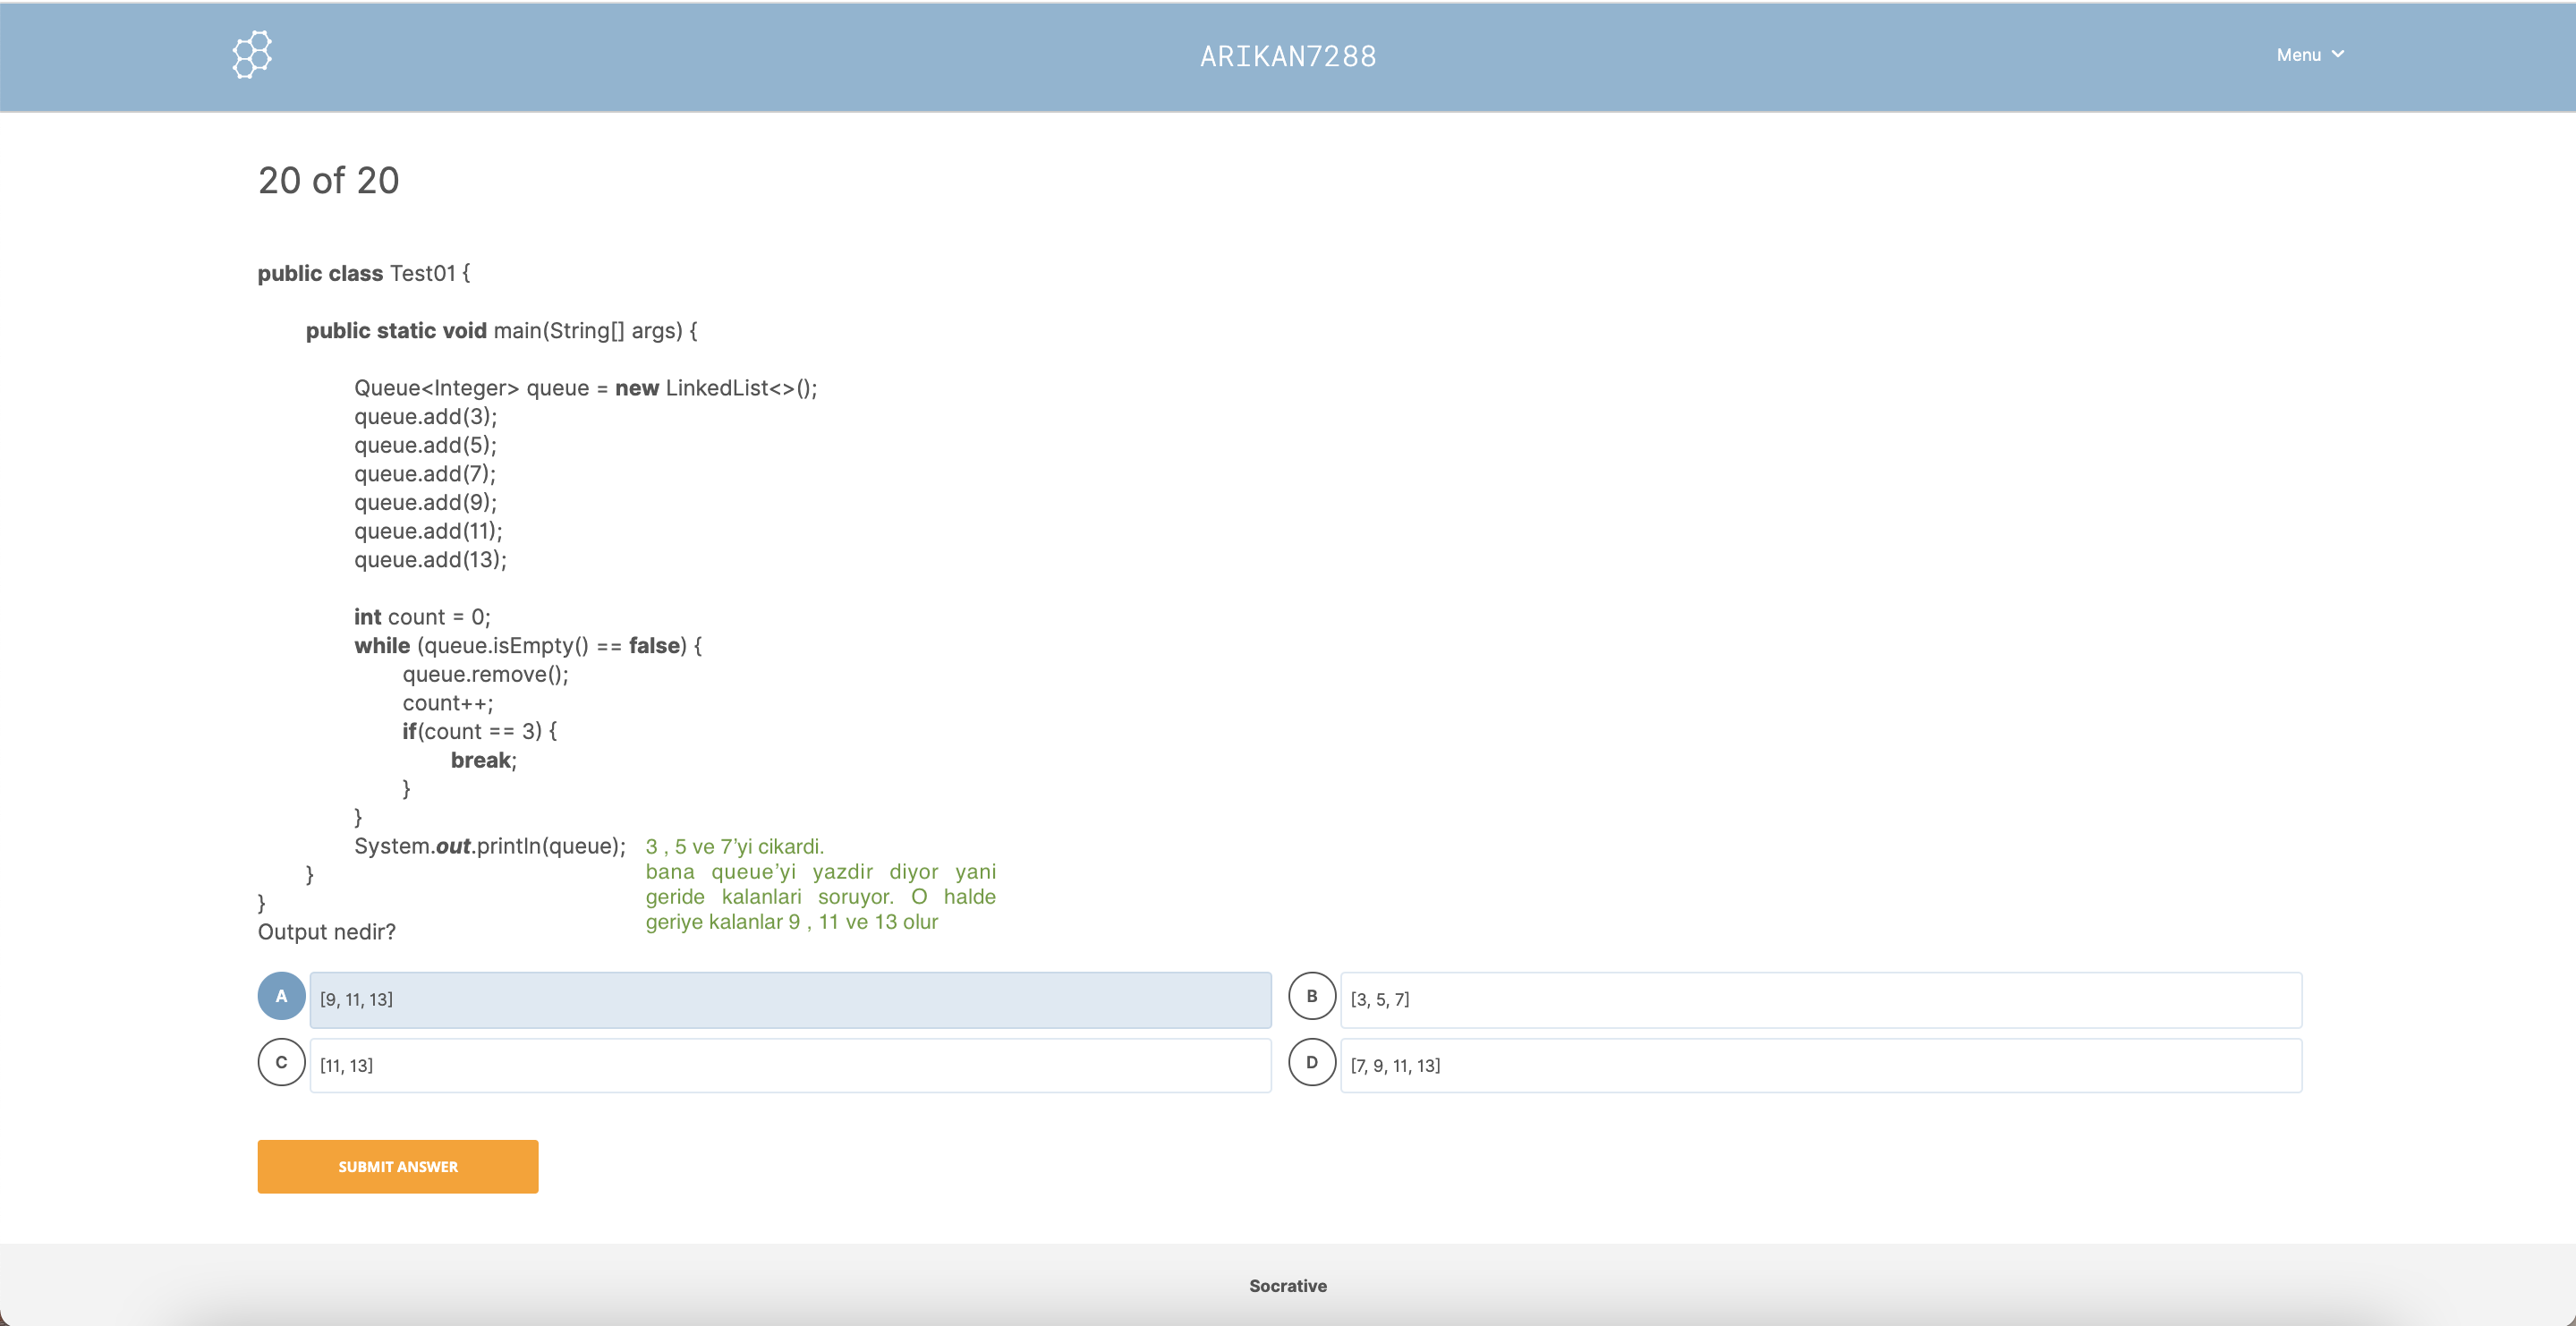 ARIKAN7288
Menu
20 of 20
public class Test01 {
public static void main(String[] args) {
Queue<Integer> queue = new LinkedList<>();
queue.add(3);
queue.add(5);
queue.add(7);
queue.add(9);
queue.add(11);
queue.add(13);
int count = 0;
while (queue.isEmpty() == false) {
queue.remove();
count++;
if(count == 3) {
break;
}
}
System.out.println(queue);
}
}
3 , 5 ve 7’yi cikardi.
bana queue’yi yazdir diyor yani
geride kalanlari soruyor. O halde
geriye kalanlar 9 , 11 ve 13 olur
Output nedir?
A [9, 11, 13]
B [3, 5, 7]
C [11, 13]
D [7, 9, 11, 13]
SUBMIT ANSWER
Socrative